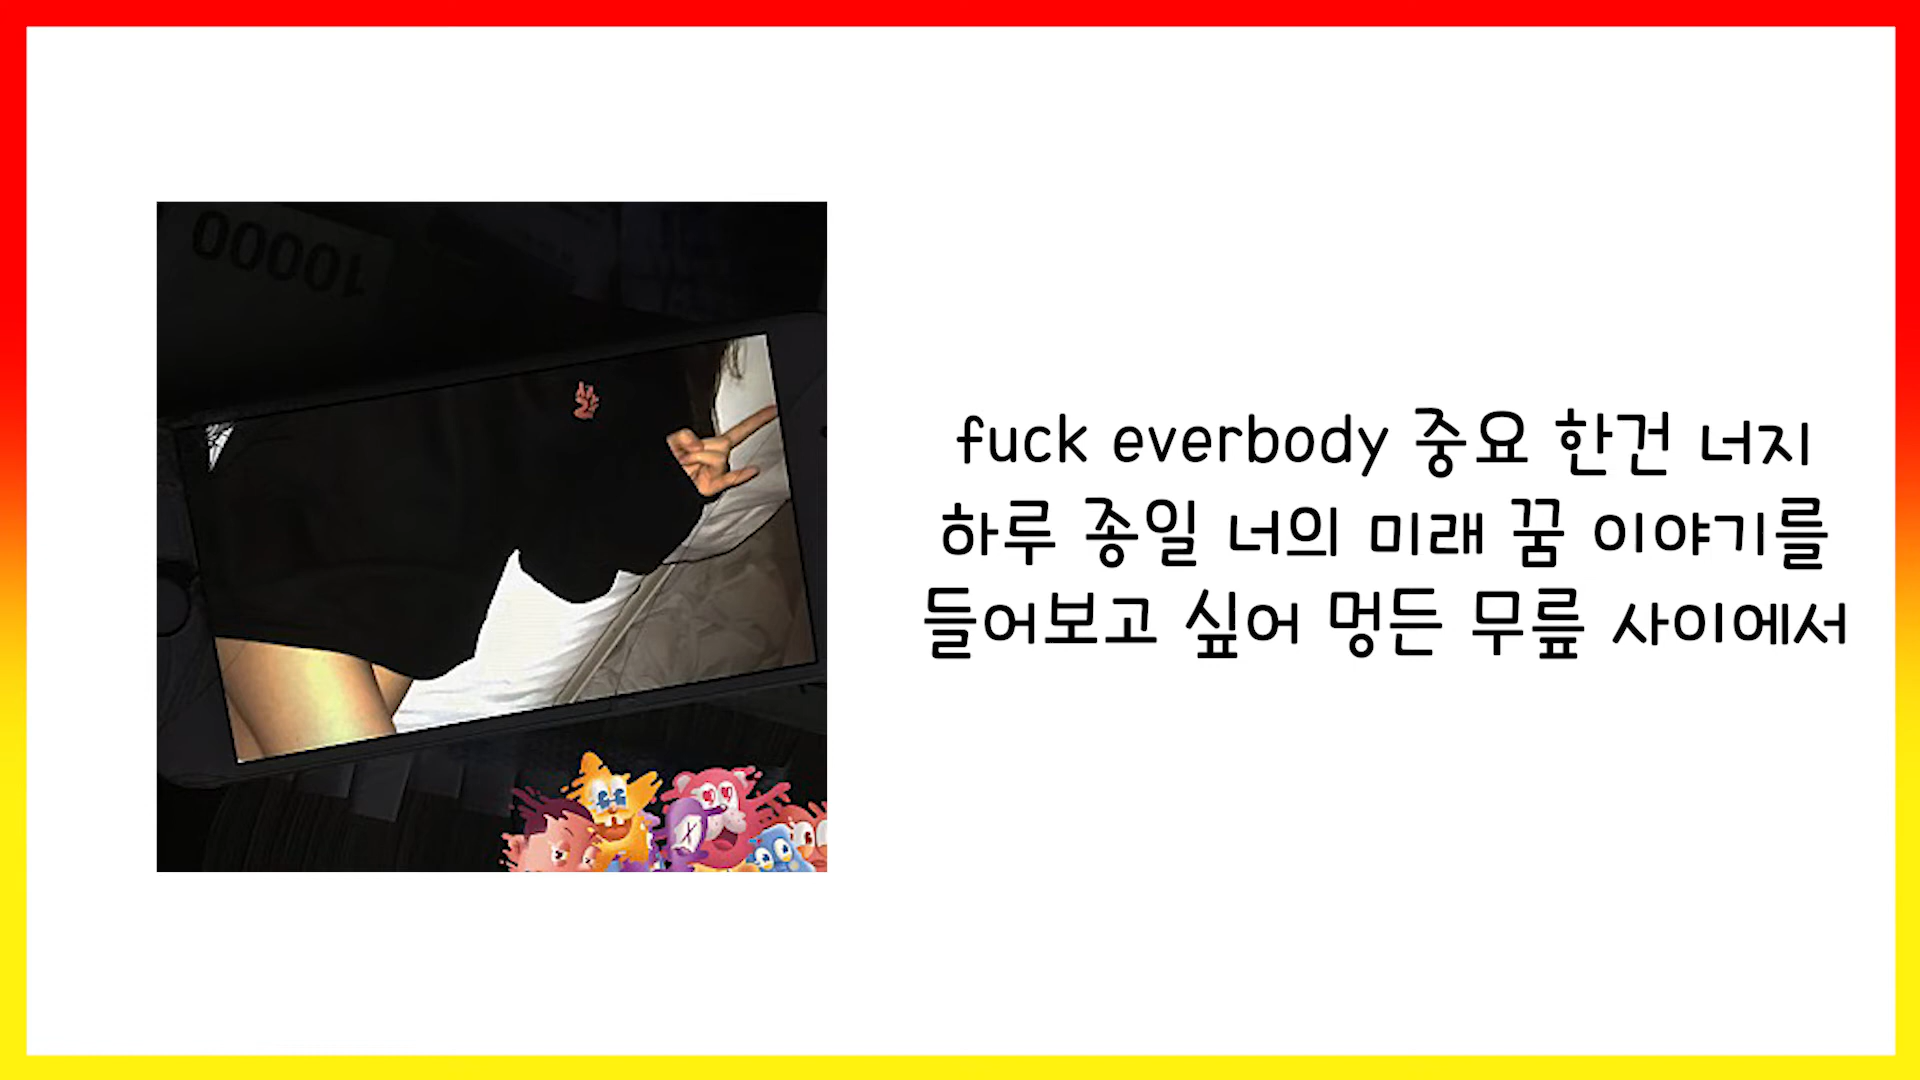 10000
fuck everbody 중요 한건 너지
하루 종일 너의 미래 꿈 이야기를
들어보고 싶어 멍든 무릎 사이에서